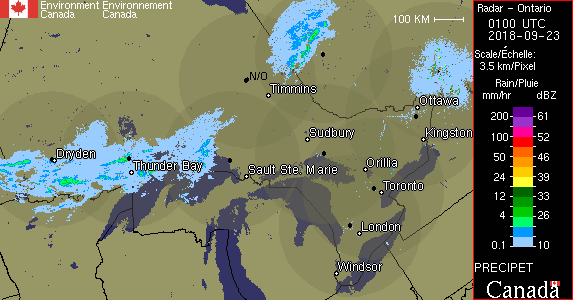 Environment Environnement
Canada Canada
100 KM
N/O
Timmins
Ottawa
Sudbury
Kingston
Dryden
Thunder Bay
Sault Ste. Marie
Orillia
Toronto
London
Windsor
Radar - Ontario
0100 UTC
2018-09-23
Scale/Échelle:
3.5 km/Pixel
Rain/Pluie
mm/hr dBZ
200 61
100 52
50 46
24 39
12 33
4 26
0.1 10
PRECIPET
Canada